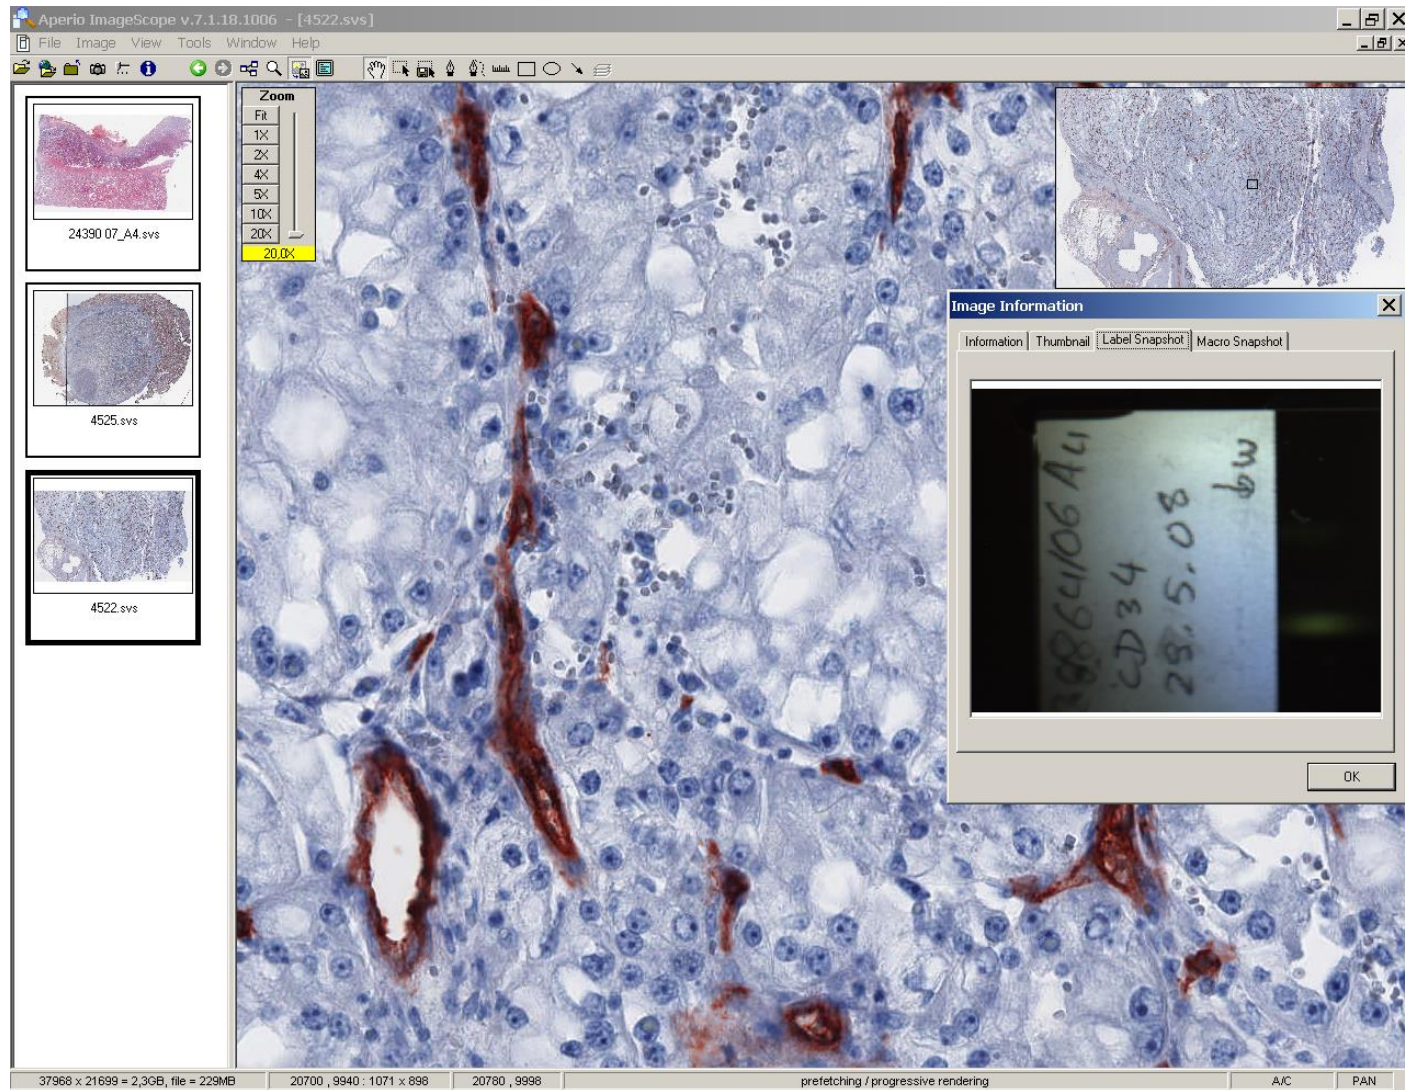 Aperio ImageScope v.7.1.18.1006 - [4522.svs]
File Image View Tools Window Help
Zoom
Fit
1X
2X
4X
5X
10X
20X
20,0X
24390 07_A4.svs
4525.svs
4522.svs
Image Information
Information Thumbnail Label Snapshot Macro Snapshot
CD34
28.5.08
bw
OK
37968 x 21699 = 2,3GB, file = 229MB 20700 , 9940 : 1071 x 898 20780 , 9998 prefetching / progressive rendering A/C PAN